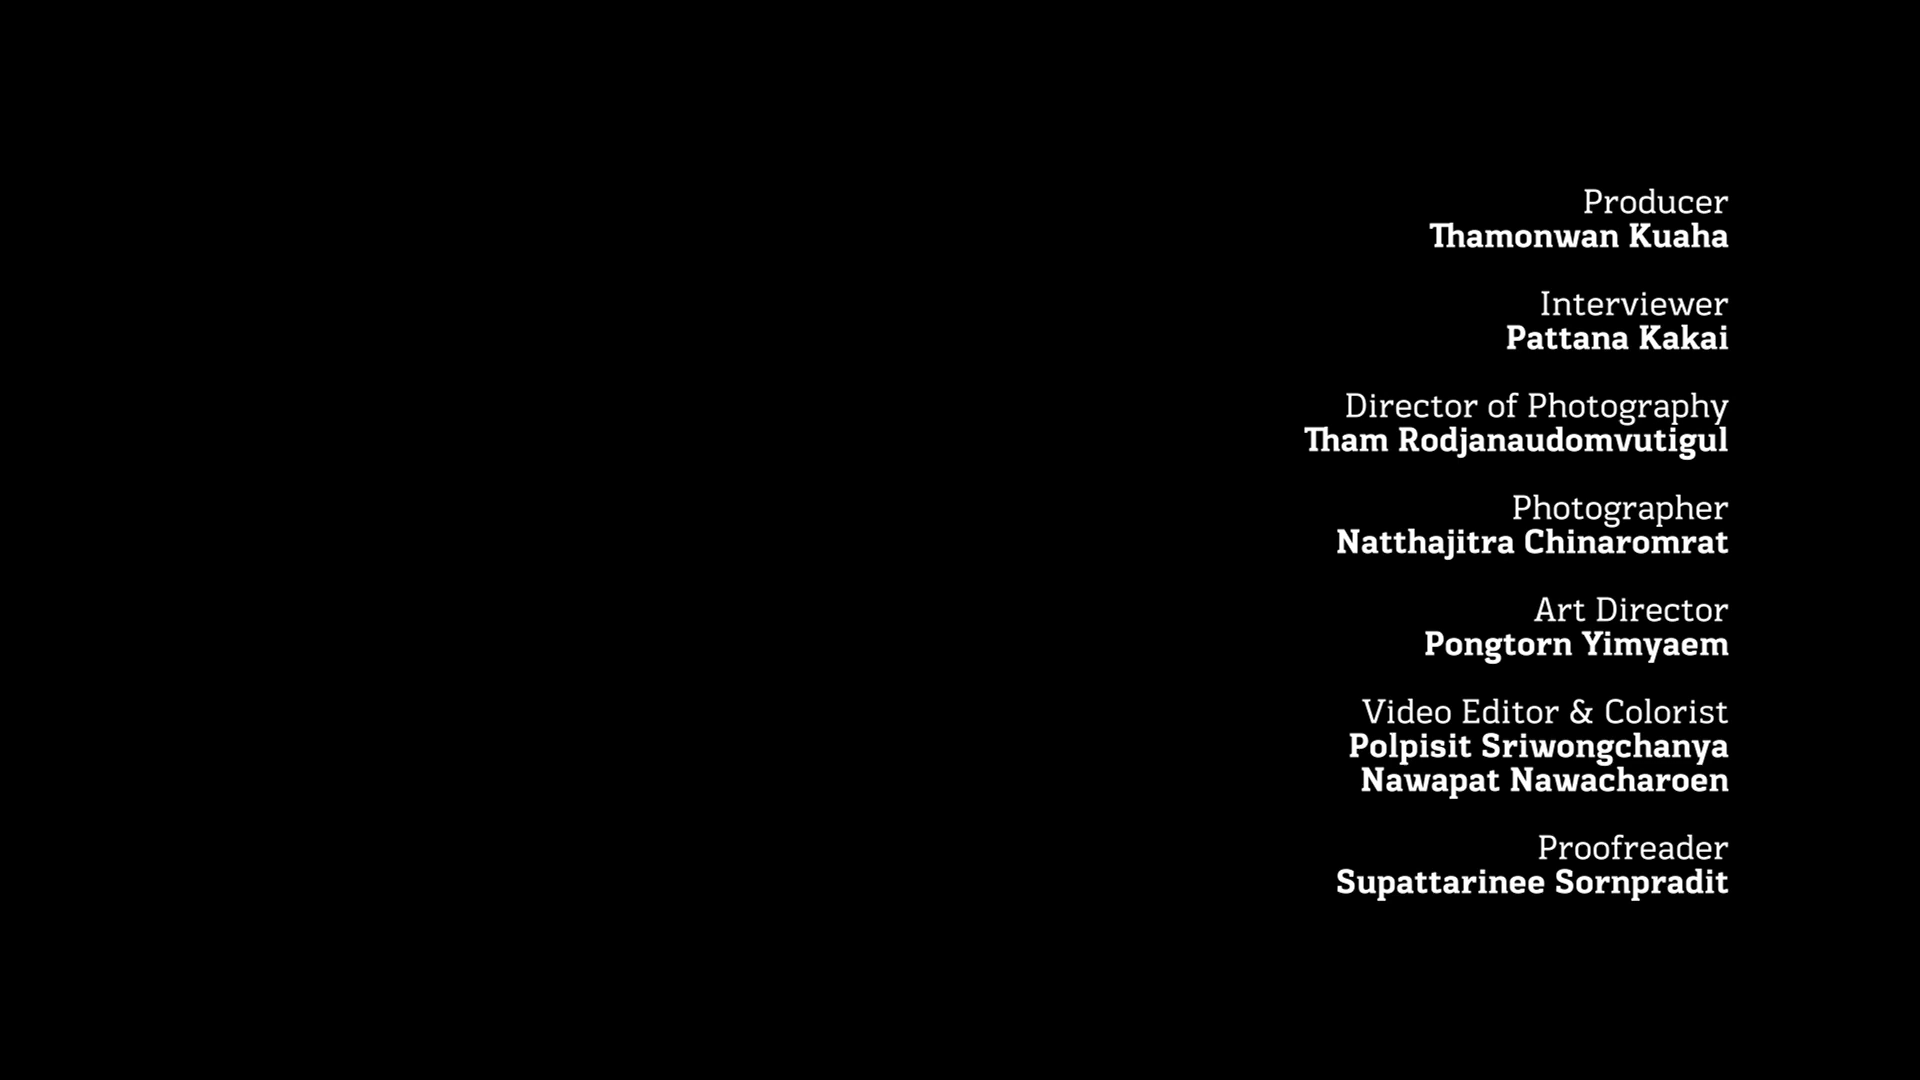 Producer
Thamonwan Kuaha
Interviewer
Pattana Kakai
Director of Photography
Tham Rodjanaudomvutigul
Photographer
Natthajitra Chinaromrat
Art Director
Pongtorn Yimyaem
Video Editor & Colorist
Polpisit Sriwongchanya
Nawapat Nawacharoen
Proofreader
Supattarinee Sornpradit